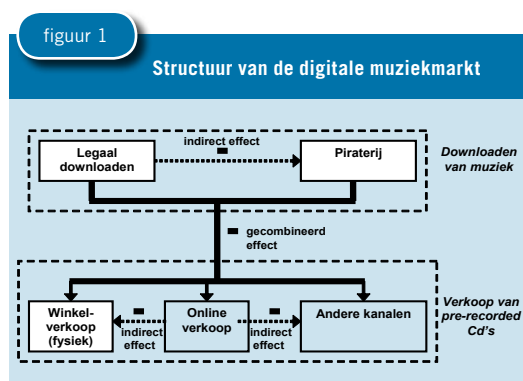 figuur 1
Structuur van de digitale muziekmarkt
Legaal
downloaden
indirect effect
Piraterij
Downloaden
van muziek
gecombineerd
effect
Winkel-
verkoop
(fysiek)
indirect
effect
Online
verkoop
indirect
effect
Andere kanalen
Verkoop van
pre-recorded
Cd's